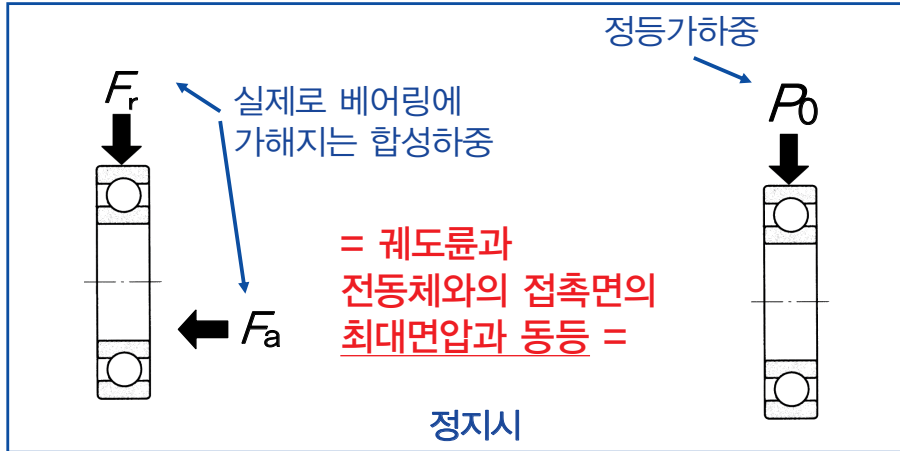 정등가하중
F r
실제로 베어링에
가해지는 합성하중
P0
= 궤도륜과
전동체와의 접촉면의
최대면압과 동등 =
F a
정지시